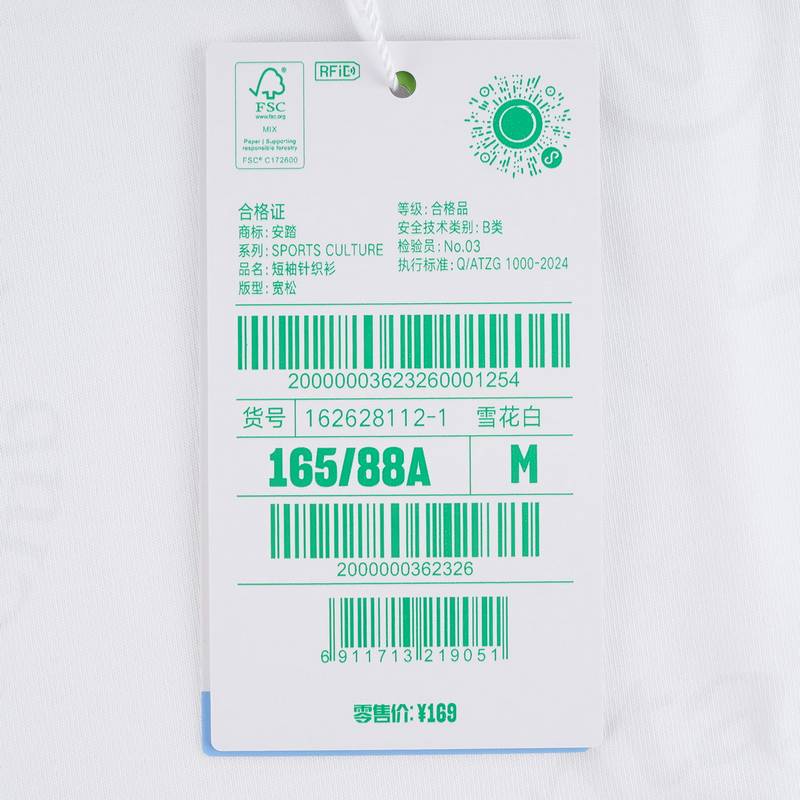 RFiD
FSC
www.fsc.org
MIX
Paper | Supporting
responsible forestry
FSC® C172600
合格证
商标: 安踏
系列: SPORTS CULTURE
品名: 短袖针织衫
版型: 宽松
等级: 合格品
安全技术类别: B类
检验员: No.03
执行标准: Q/ATZG 1000-2024
20000003623260001254
货号 162628112-1 雪花白
165/88A M
2000000362326
6 911713 219051
零售价: ¥169